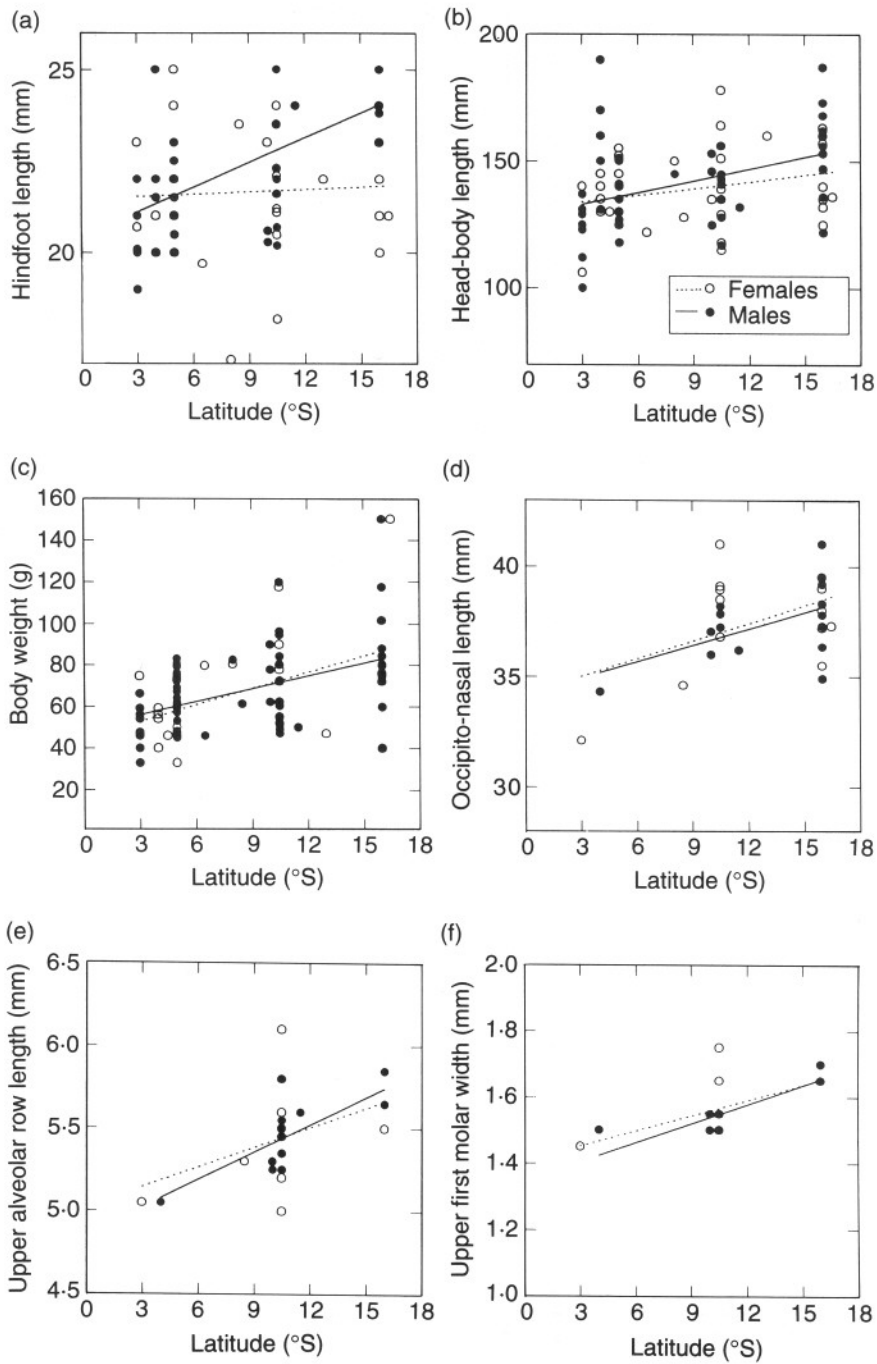 (a)
Hindfoot length (mm)
25
20
0 3 6 9 12 15 18
Latitude (°S)
(b)
Head-body length (mm)
200
150
100
Females
Males
0 3 6 9 12 15 18
Latitude (°S)
(c)
Body weight (g)
160
140
120
100
80
60
40
20
0 3 6 9 12 15 18
Latitude (°S)
(d)
Occipito-nasal length (mm)
40
35
30
0 3 6 9 12 15 18
Latitude (°S)
(e)
Upper alveolar row length (mm)
6·5
6·0
5·5
5·0
4·5
0 3 6 9 12 15 18
Latitude (°S)
(f)
Upper first molar width (mm)
2·0
1·8
1·6
1·4
1·2
1·0
0 3 6 9 12 15 18
Latitude (°S)